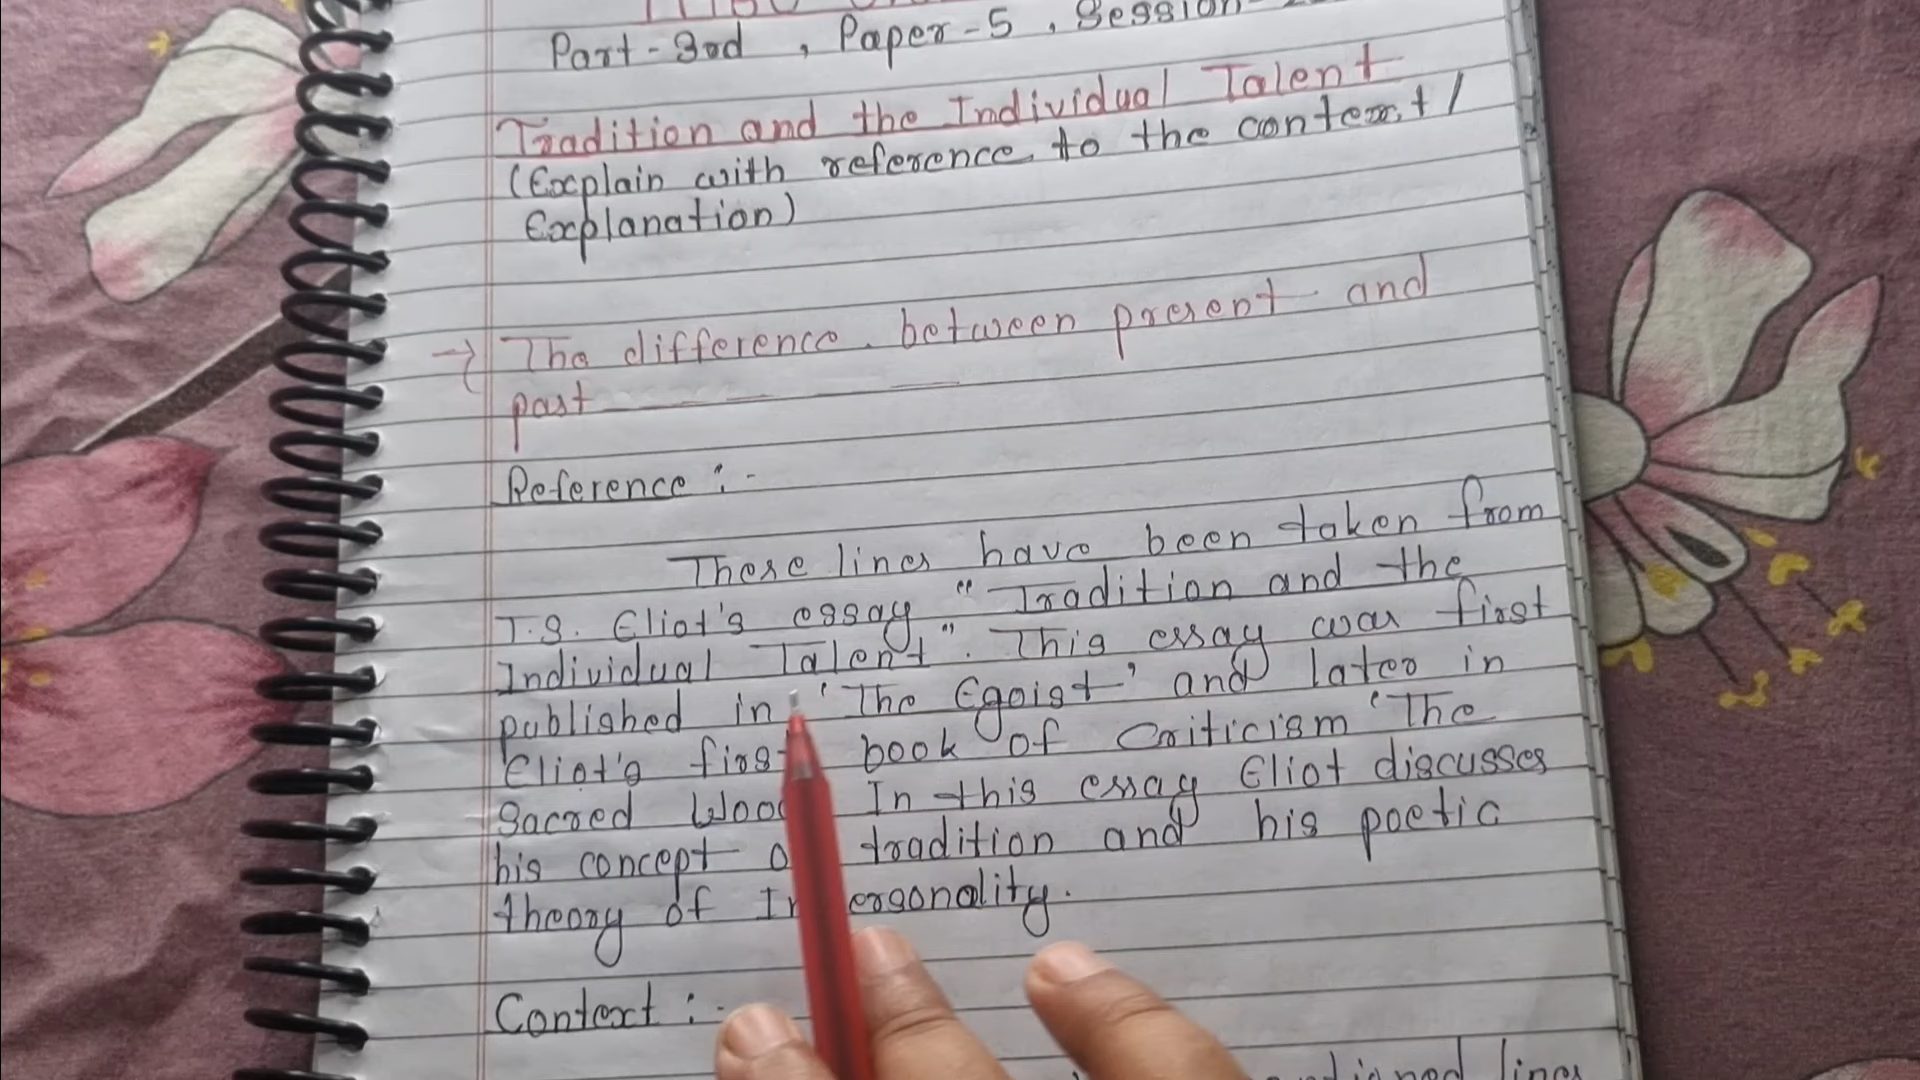 Part-3rd, Paper-5, Session
Tradition and the Individual Talent
(Explain with reference to the context/
Explanation)
→ The difference between present and
past
Reference:-
These lines have been taken from
T.S. Eliot's essay "Tradition and the
Individual Talent". This essay was first
published in 'The Egoist' and later in
Eliot's first book of Criticism 'The
Sacred Wood In this essay Eliot discusses
his concept tradition and his poetic
theory of
Context:-
lines